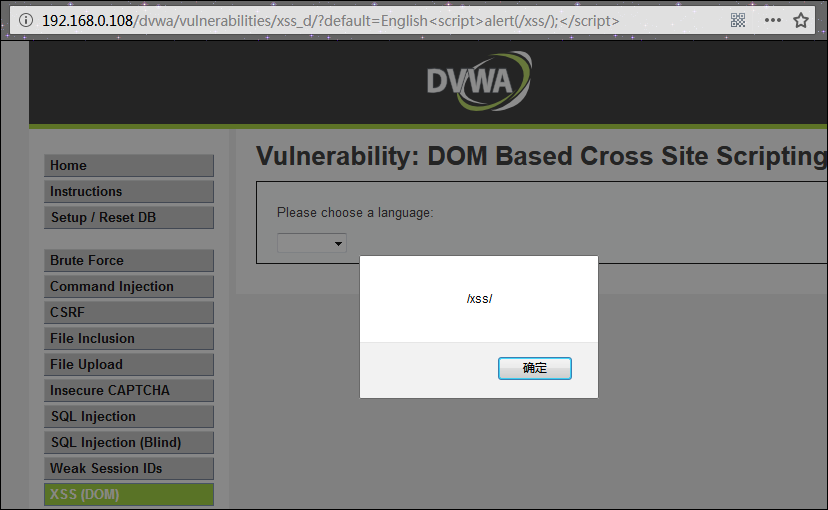 192.168.0.108/dvwa/vulnerabilities/xss_d/?default=English<script>alert(/xss/);</script>
DVWA
Vulnerability: DOM Based Cross Site Scripting
Home
Instructions
Setup / Reset DB
Please choose a language:
Brute Force
Command Injection
CSRF
File Inclusion
File Upload
Insecure CAPTCHA
SQL Injection
SQL Injection (Blind)
Weak Session IDs
XSS (DOM)
/xss/
确定